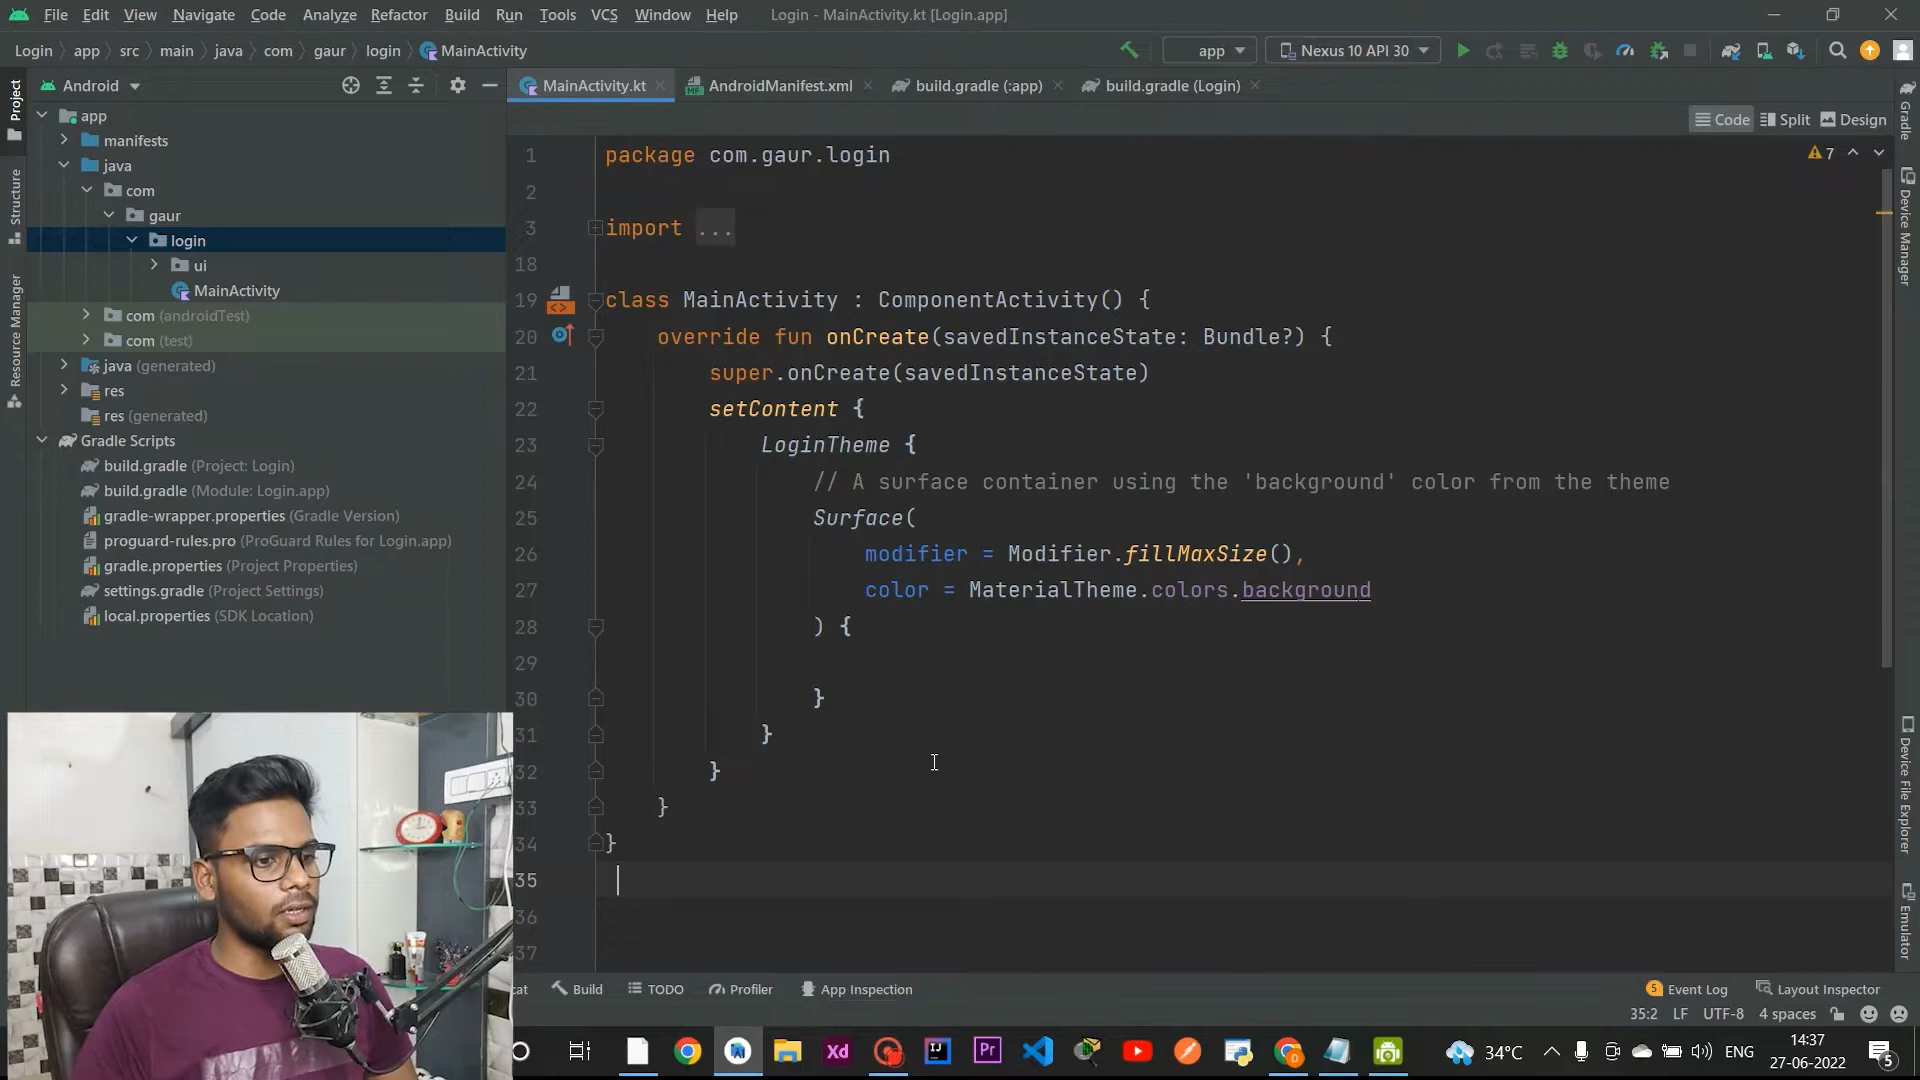 File Edit View Navigate Code Analyze Refactor Build Run Tools VCS Window Help Login - MainActivity.kt [Login.app]
Login app src main java com gaur login MainActivity app Nexus 10 API 30
Project
Android
MainActivity.kt AndroidManifest.xml build.gradle (:app) build.gradle (Login)
Gradle
Code Split Design
app
manifests
java
com
gaur
login
ui
MainActivity
com (androidTest)
com (test)
java (generated)
res
res (generated)
Gradle Scripts
build.gradle (Project: Login)
build.gradle (Module: Login.app)
gradle-wrapper.properties (Gradle Version)
proguard-rules.pro (ProGuard Rules for Login.app)
gradle.properties (Project Properties)
settings.gradle (Project Settings)
local.properties (SDK Location)
Structure
Resource Manager
7
1 package com.gaur.login
2
3 import ...
18
19 class MainActivity : ComponentActivity() {
20 override fun onCreate(savedInstanceState: Bundle?) {
21 super.onCreate(savedInstanceState)
22 setContent {
23 LoginTheme {
24 // A surface container using the 'background' color from the theme
25 Surface(
26 modifier = Modifier.fillMaxSize(),
27 color = MaterialTheme.colors.background
28 ) {
29
30 }
31 }
32 }
33 }
34 }
35
36
37
Device Manager
Device File Explorer
Emulator
cat Build TODO Profiler App Inspection 5 Event Log Layout Inspector
35:2 LF UTF-8 4 spaces
Xd Pr IJ D 34°C ENG 14:37
27-06-2022 5